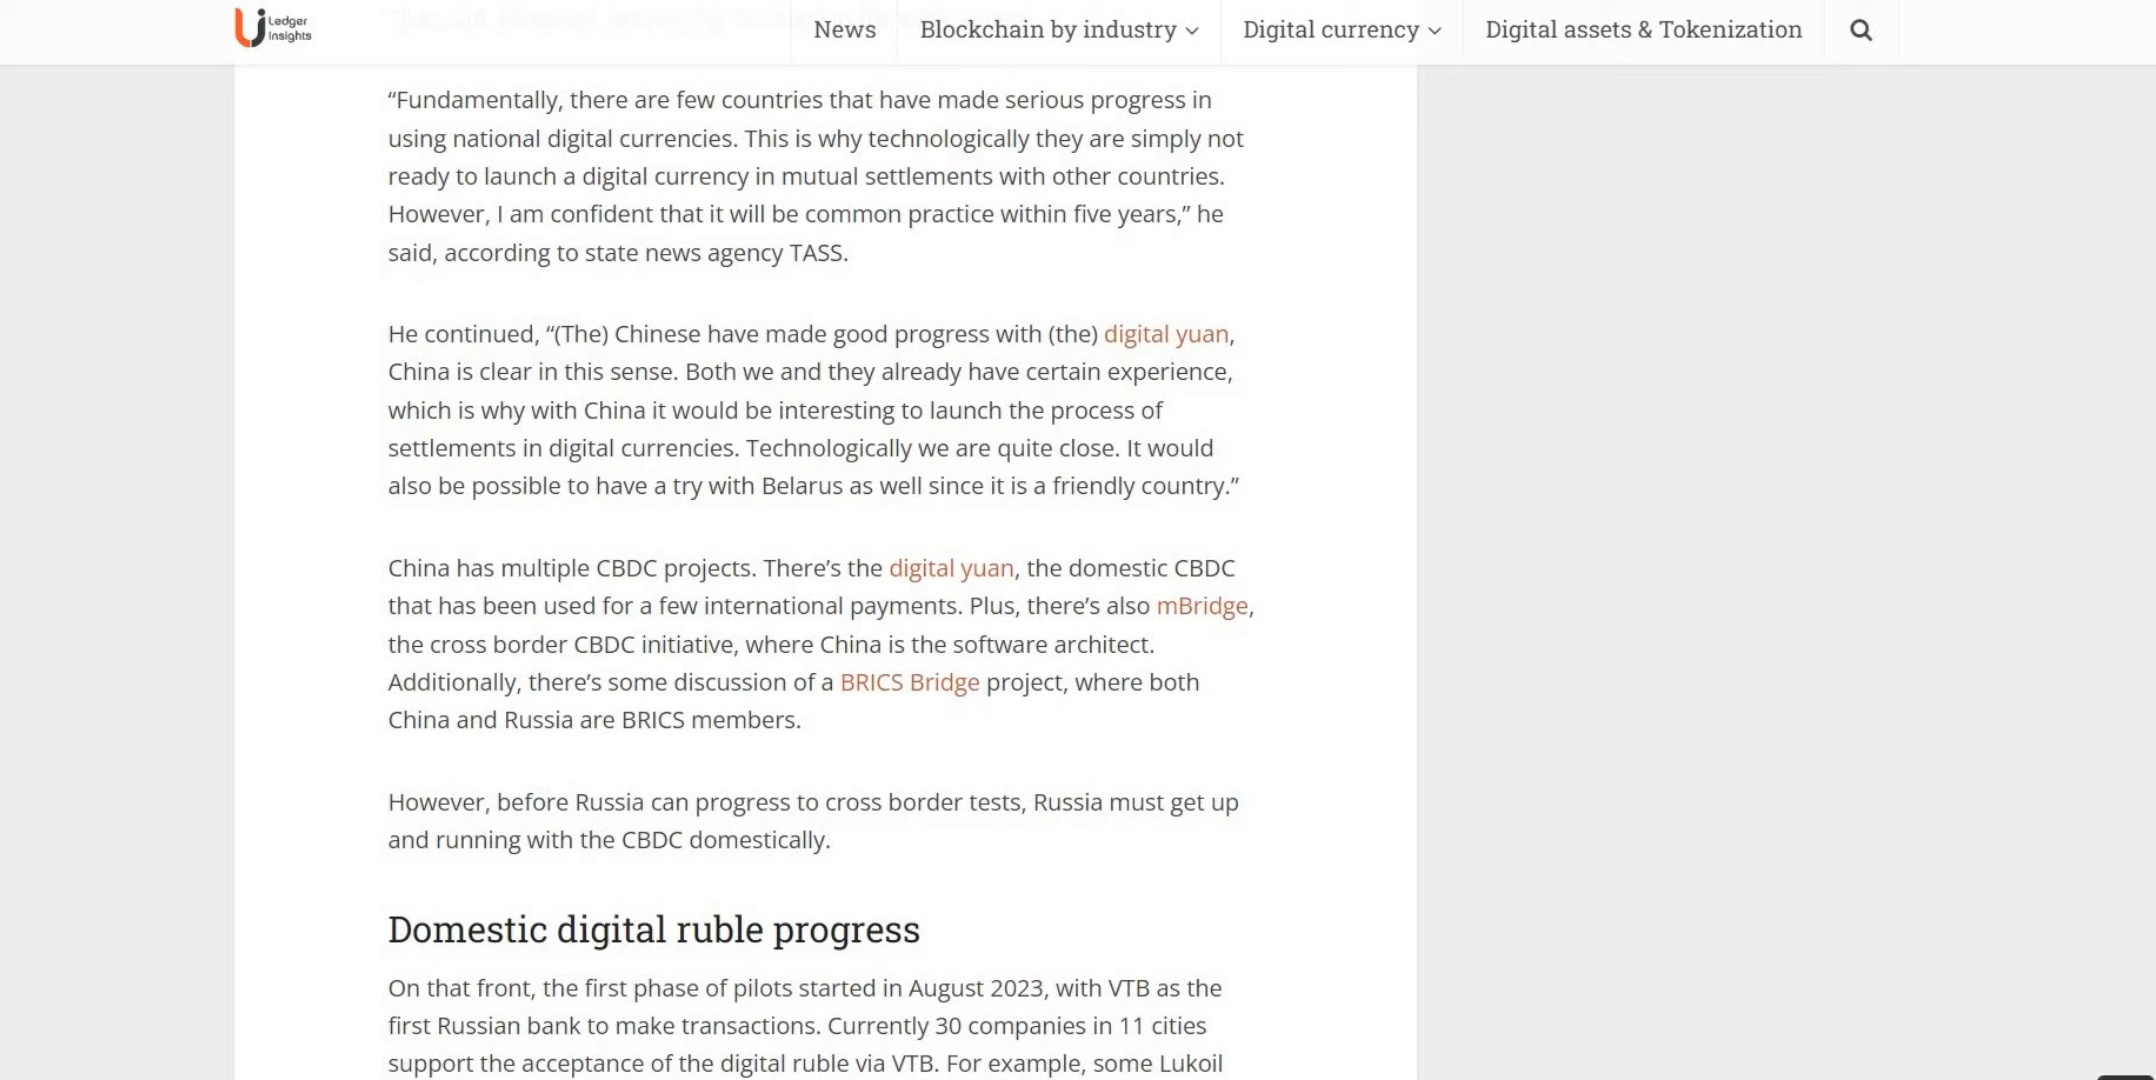 Ledger
Insights
News
Blockchain by industry
Digital currency
Digital assets & Tokenization
“Fundamentally, there are few countries that have made serious progress in
using national digital currencies. This is why technologically they are simply not
ready to launch a digital currency in mutual settlements with other countries.
However, I am confident that it will be common practice within five years,” he
said, according to state news agency TASS.
He continued, “(The) Chinese have made good progress with (the) digital yuan,
China is clear in this sense. Both we and they already have certain experience,
which is why with China it would be interesting to launch the process of
settlements in digital currencies. Technologically we are quite close. It would
also be possible to have a try with Belarus as well since it is a friendly country.”
China has multiple CBDC projects. There’s the digital yuan, the domestic CBDC
that has been used for a few international payments. Plus, there’s also mBridge,
the cross border CBDC initiative, where China is the software architect.
Additionally, there’s some discussion of a BRICS Bridge project, where both
China and Russia are BRICS members.
However, before Russia can progress to cross border tests, Russia must get up
and running with the CBDC domestically.
Domestic digital ruble progress
On that front, the first phase of pilots started in August 2023, with VTB as the
first Russian bank to make transactions. Currently 30 companies in 11 cities
support the acceptance of the digital ruble via VTB. For example, some Lukoil